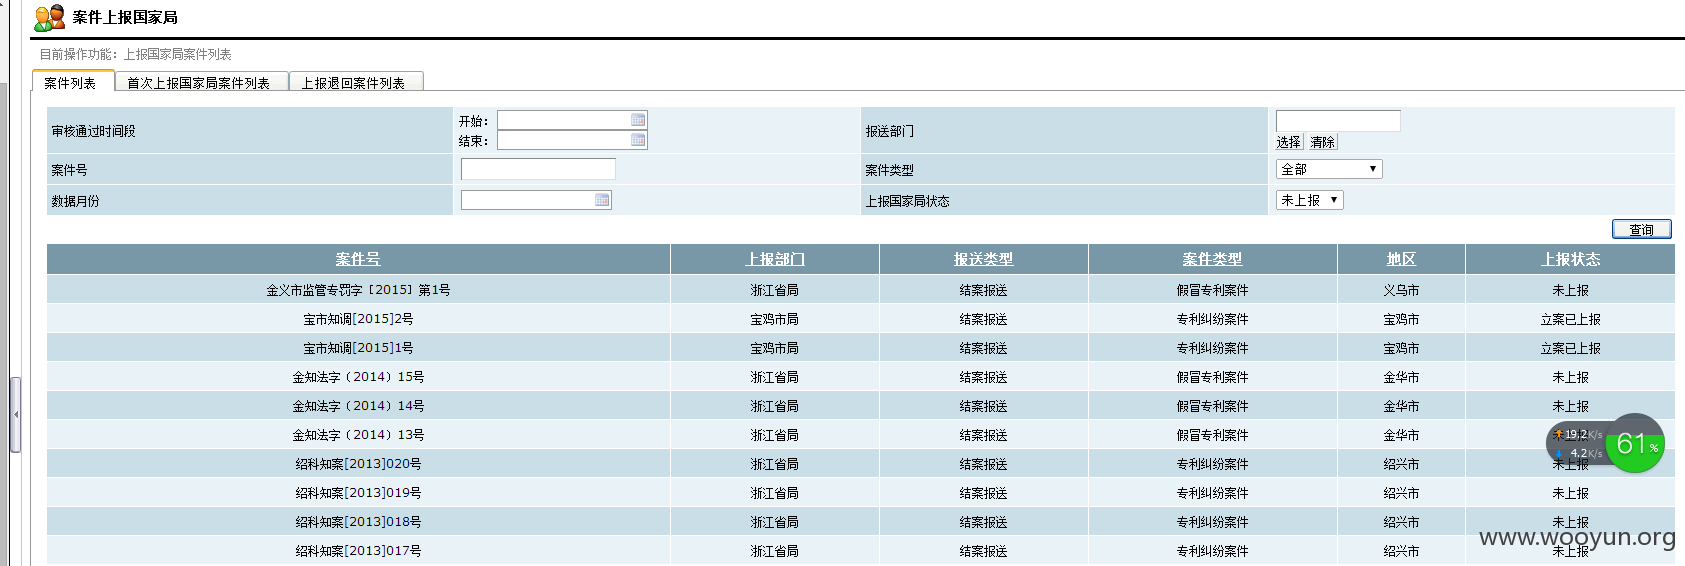 案件上报国家局
目前操作功能：上报国家局案件列表
案件列表 首次上报国家局案件列表 上报退回案件列表
审核通过时间段 开始： 结束： 报送部门 选择 清除
案件号 案件类型 全部
数据月份 上报国家局状态 未上报
查询
案件号 上报部门 报送类型 案件类型 地区 上报状态
金义市监管专罚字［2015］第1号 浙江省局 结案报送 假冒专利案件 义乌市 未上报
宝市知调[2015]2号 宝鸡市局 结案报送 专利纠纷案件 宝鸡市 立案已上报
宝市知调[2015]1号 宝鸡市局 结案报送 专利纠纷案件 宝鸡市 立案已上报
金知法字（2014）15号 浙江省局 结案报送 假冒专利案件 金华市 未上报
金知法字（2014）14号 浙江省局 结案报送 假冒专利案件 金华市 未上报
金知法字（2014）13号 浙江省局 结案报送 假冒专利案件 金华市 未上报
19.2K/s
4.2K/s
61%
绍科知案[2013]020号 浙江省局 结案报送 专利纠纷案件 绍兴市 未上报
绍科知案[2013]019号 浙江省局 结案报送 专利纠纷案件 绍兴市 未上报
绍科知案[2013]018号 浙江省局 结案报送 专利纠纷案件 绍兴市 未上报
绍科知案[2013]017号 浙江省局 结案报送 专利纠纷案件 绍兴市 未上报
www.wooyun.org